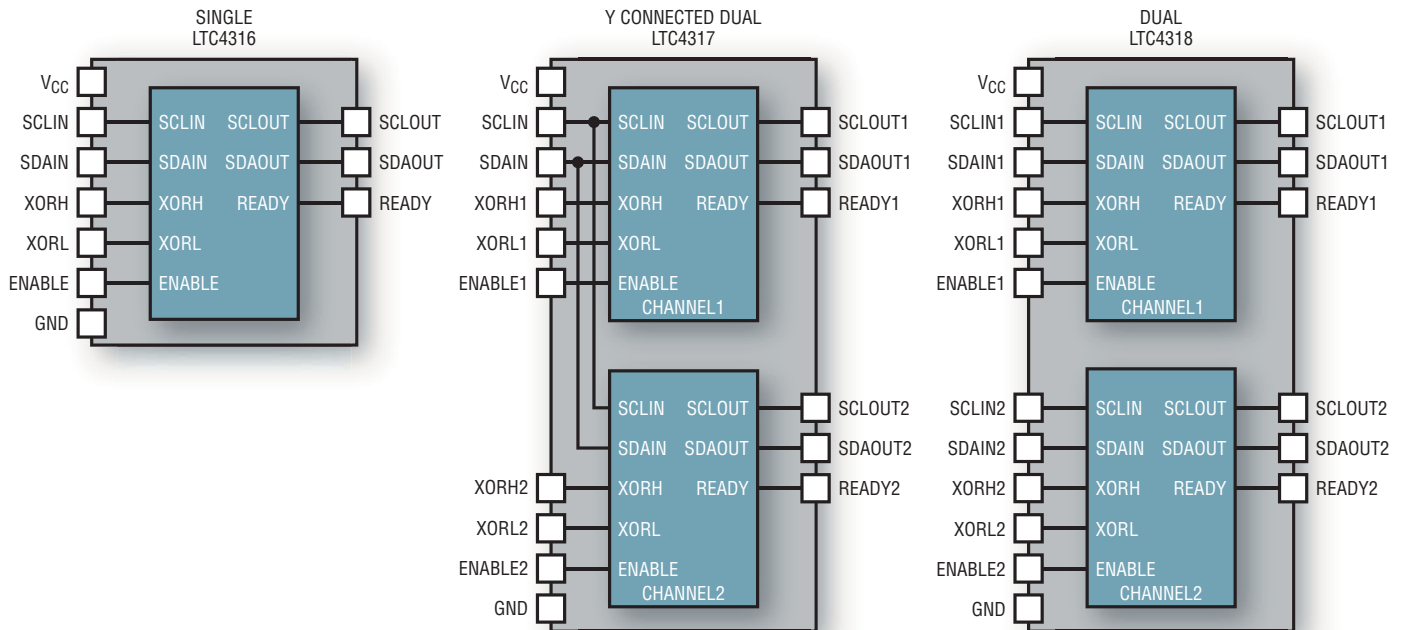 SINGLE
LTC4316
VCC
SCLIN
SDAIN
XORH
XORL
ENABLE
GND
SCLIN SCLOUT
SDAIN SDAOUT
XORH READY
XORL
ENABLE
SCLOUT
SDAOUT
READY
Y CONNECTED DUAL
LTC4317
VCC
SCLIN
SDAIN
XORH1
XORL1
ENABLE1
XORH2
XORL2
ENABLE2
GND
SCLIN SCLOUT
SDAIN SDAOUT
XORH READY
XORL
ENABLE
CHANNEL1
SCLIN SCLOUT
SDAIN SDAOUT
XORH READY
XORL
ENABLE
CHANNEL2
SCLOUT1
SDAOUT1
READY1
SCLOUT2
SDAOUT2
READY2
DUAL
LTC4318
VCC
SCLIN1
SDAIN1
XORH1
XORL1
ENABLE1
SCLIN2
SDAIN2
XORH2
XORL2
ENABLE2
GND
SCLIN SCLOUT
SDAIN SDAOUT
XORH READY
XORL
ENABLE
CHANNEL1
SCLIN SCLOUT
SDAIN SDAOUT
XORH READY
XORL
ENABLE
CHANNEL2
SCLOUT1
SDAOUT1
READY1
SCLOUT2
SDAOUT2
READY2